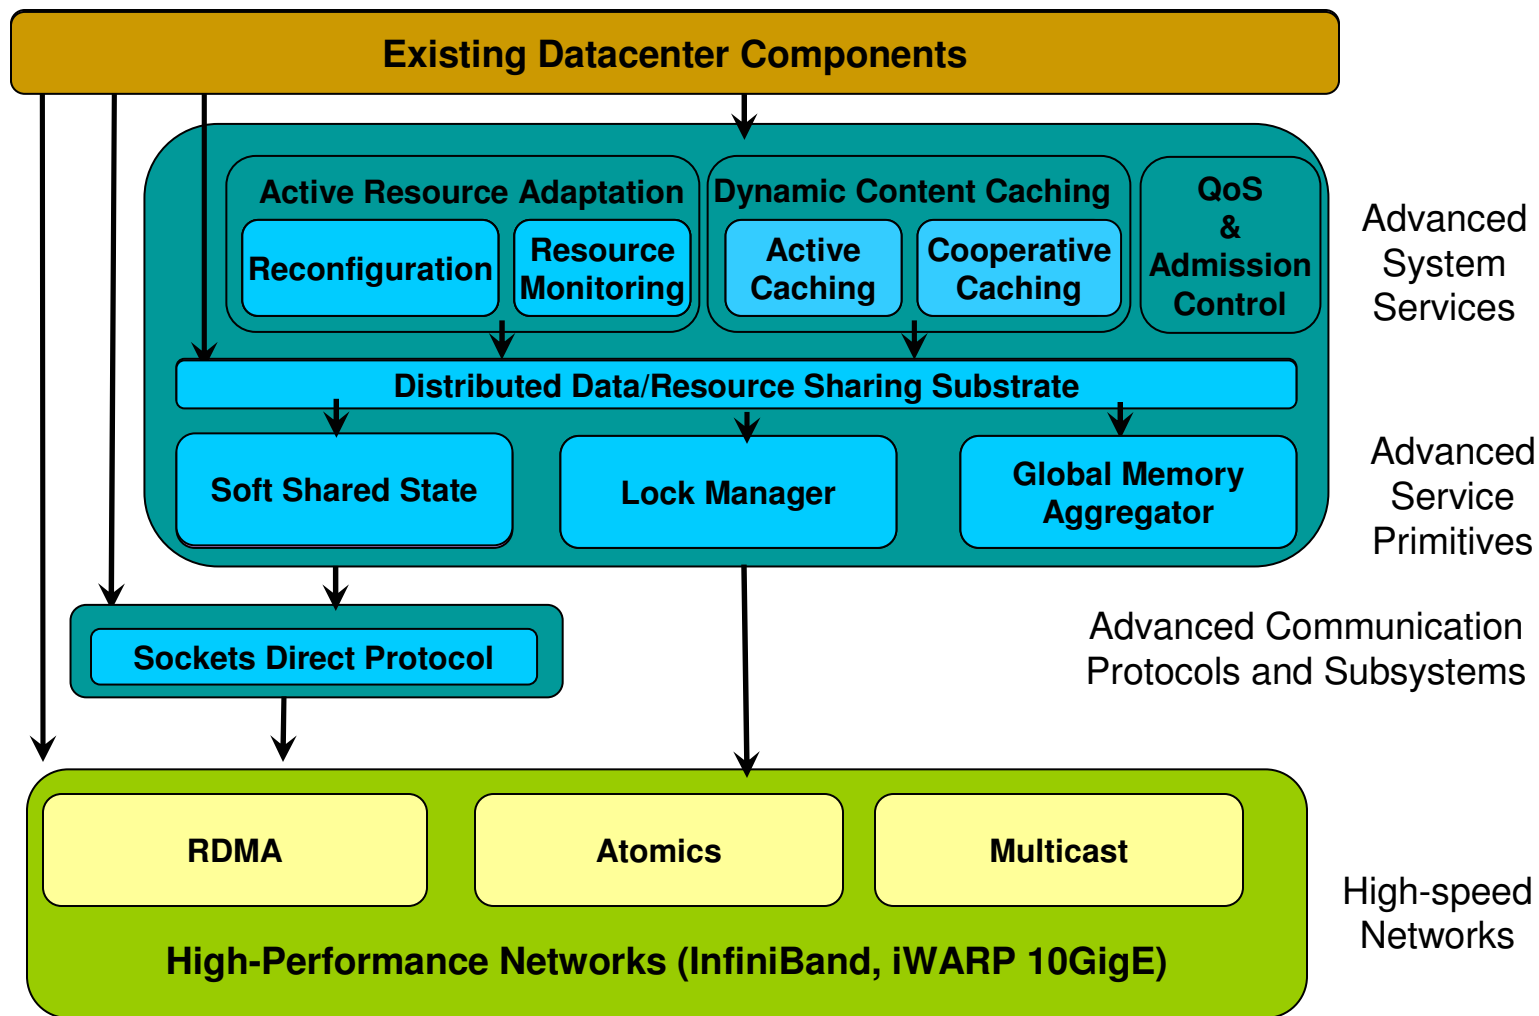 Existing Datacenter Components
Active Resource Adaptation
Reconfiguration
Resource
Monitoring
Dynamic Content Caching
Active
Caching
Cooperative
Caching
QoS
&
Admission
Control
Advanced
System
Services
Distributed Data/Resource Sharing Substrate
Soft Shared State
Lock Manager
Global Memory
Aggregator
Advanced
Service
Primitives
Sockets Direct Protocol
Advanced Communication
Protocols and Subsystems
RDMA
Atomics
Multicast
High-Performance Networks (InfiniBand, iWARP 10GigE)
High-speed
Networks